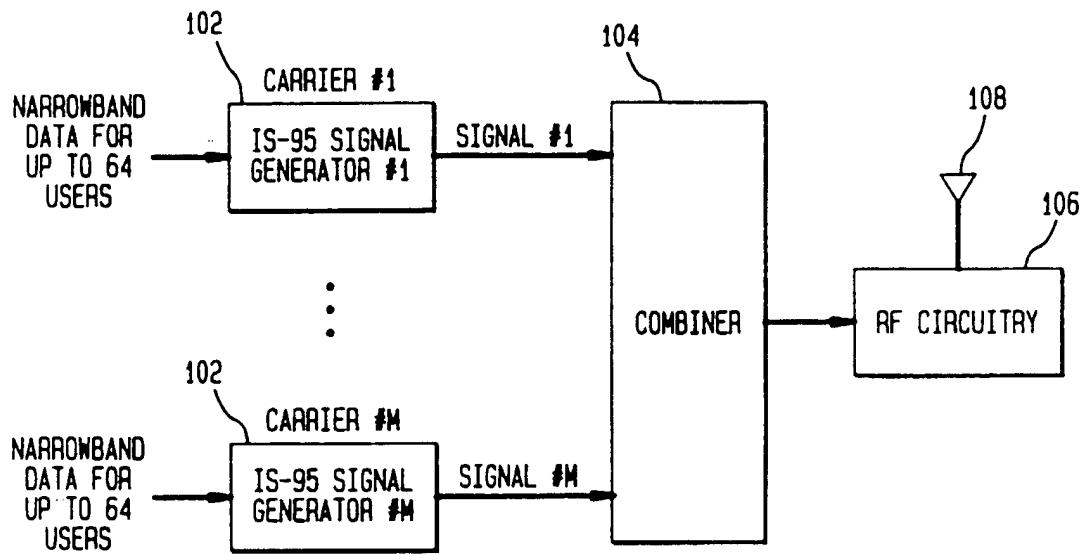 102
CARRIER #1
NARROWBAND
DATA FOR
UP TO 64
USERS
IS-95 SIGNAL
GENERATOR #1
SIGNAL #1
104
COMBINER
108
106
RF CIRCUITRY
102
CARRIER #M
NARROWBAND
DATA FOR
UP TO 64
USERS
IS-95 SIGNAL
GENERATOR #M
SIGNAL #M